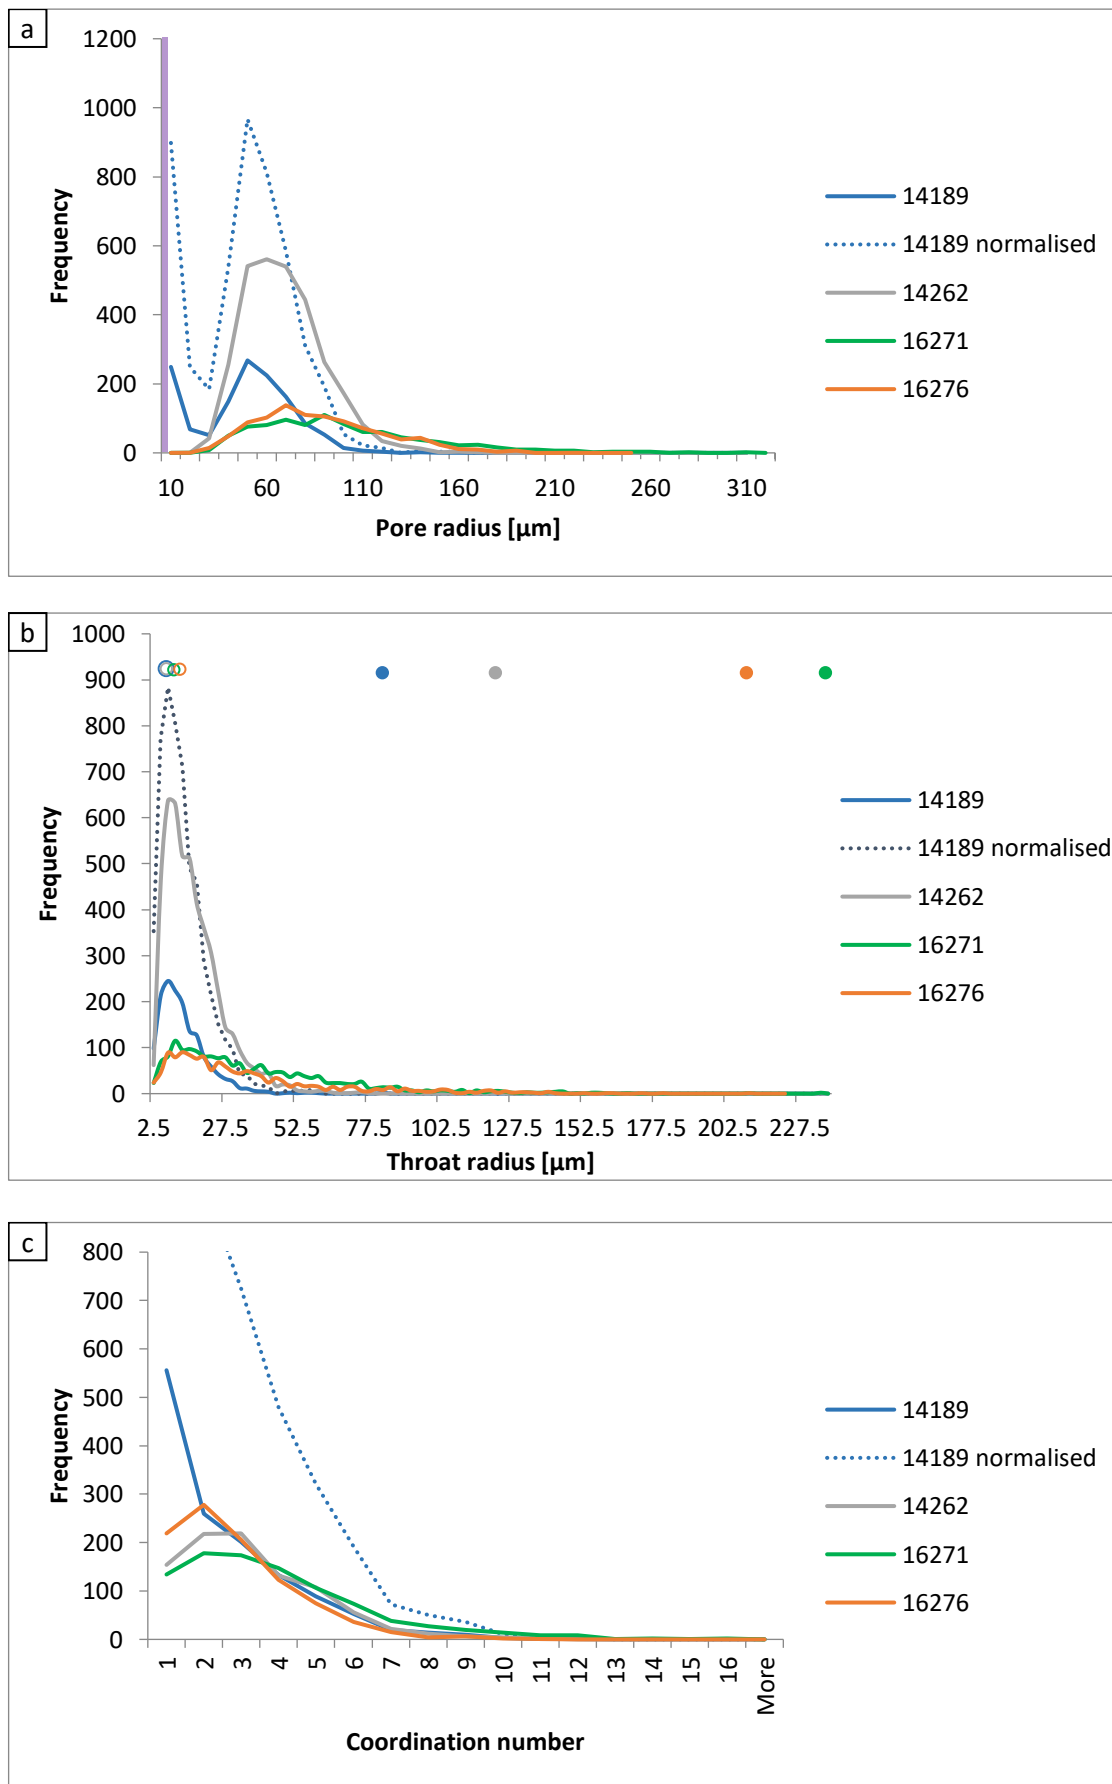 a
1200
1000
800
600
400
200
0
Frequency
10 60 110 160 210 260 310
Pore radius [µm]
14189
14189 normalised
14262
16271
16276
b
1000
900
800
700
600
500
400
300
200
100
0
Frequency
2.5 27.5 52.5 77.5 102.5 127.5 152.5 177.5 202.5 227.5
Throat radius [µm]
14189
14189 normalised
14262
16271
16276
c
800
700
600
500
400
300
200
100
0
Frequency
1 2 3 4 5 6 7 8 9 10 11 12 13 14 15 16 More
Coordination number
14189
14189 normalised
14262
16271
16276